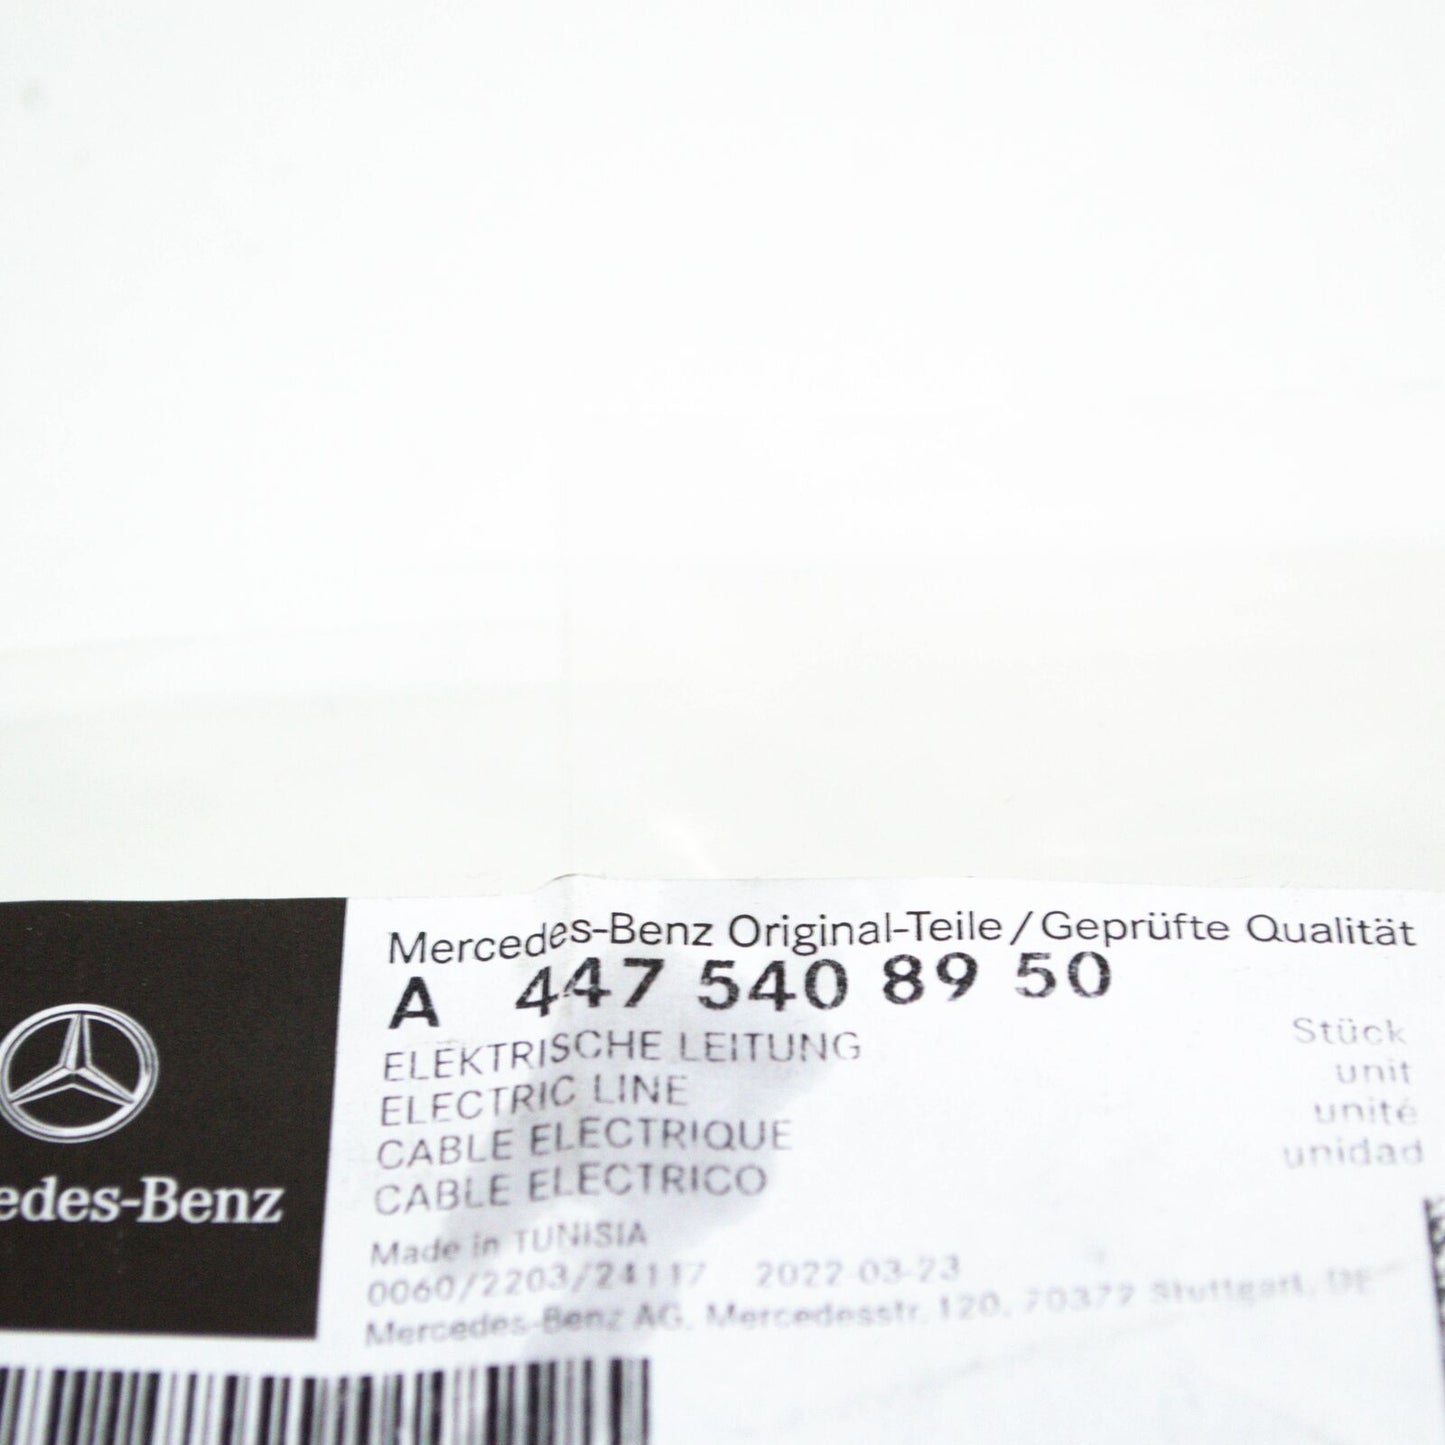 Mercedes-Benz Original-Teile/Geprüfte Qualität
A 447 540 89 50
ELEKTRISCHE LEITUNG
ELECTRIC LINE
CABLE ELECTRIQUE
CABLE ELECTRICO
Stück
unit
unité
unidad
Made in TUNISIA
0060/2203/24117 2022-03-23
Mercedes-Benz AG, Mercedesstr. 120, 70372 Stuttgart, DE
edes-Benz